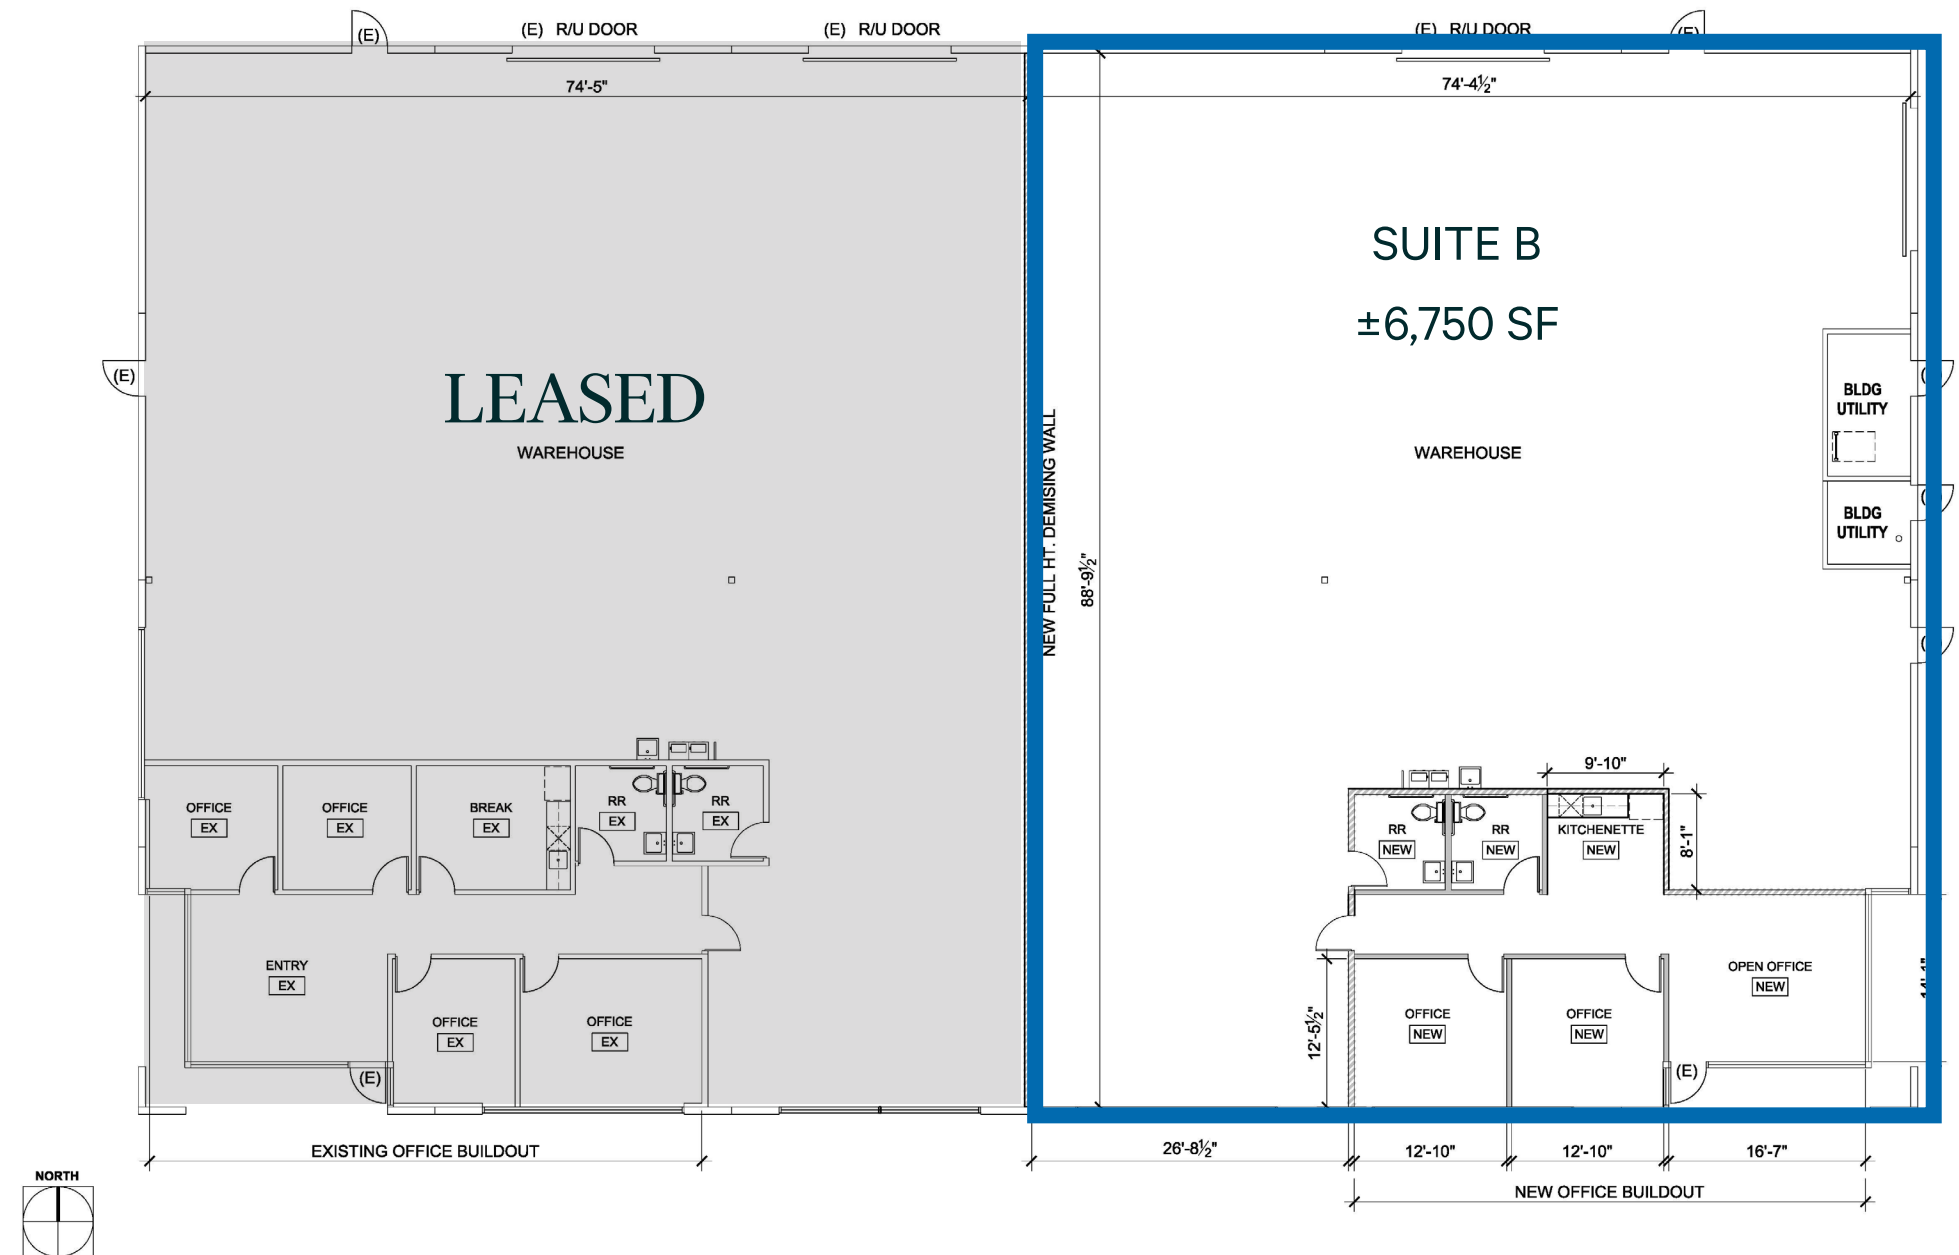 (E)
(E) R/U DOOR
(E) R/U DOOR
(E) R/U DOOR
(E)
74'-5"
74'-4½"
SUITE B
±6,750 SF
(E)
LEASED
WAREHOUSE
WAREHOUSE
BLDG
UTILITY
BLDG
UTILITY
NEW FULL HT. DEMISING WALL
88'-9½"
9'-10"
8'-1"
OFFICE
EX
OFFICE
EX
BREAK
EX
RR
EX
RR
EX
RR
NEW
RR
NEW
KITCHENETTE
NEW
ENTRY
EX
OFFICE
EX
OFFICE
EX
(E)
12'-5½"
OFFICE
NEW
OFFICE
NEW
OPEN OFFICE
NEW
(E)
EXISTING OFFICE BUILDOUT
26'-8½"
12'-10"
12'-10"
16'-7"
NEW OFFICE BUILDOUT
NORTH